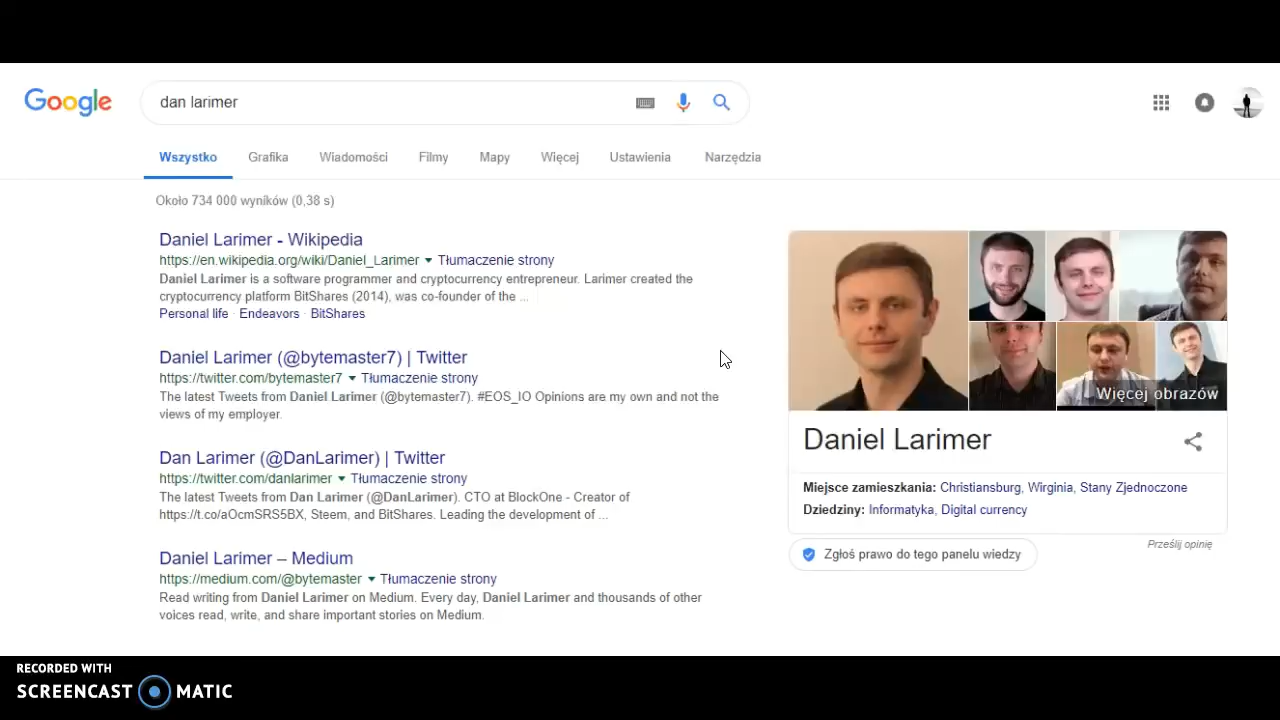 Google
dan larimer
Wszystko Grafika Wiadomości Filmy Mapy Więcej Ustawienia Narzędzia
Około 734 000 wyników (0,38 s)
Daniel Larimer - Wikipedia
https://en.wikipedia.org/wiki/Daniel_Larimer Tłumaczenie strony
Daniel Larimer is a software programmer and cryptocurrency entrepreneur. Larimer created the
cryptocurrency platform BitShares (2014), was co-founder of the ...
Personal life · Endeavors · BitShares
Daniel Larimer (@bytemaster7) | Twitter
https://twitter.com/bytemaster7 Tłumaczenie strony
The latest Tweets from Daniel Larimer (@bytemaster7). #EOS_IO Opinions are my own and not the
views of my employer.
Dan Larimer (@DanLarimer) | Twitter
https://twitter.com/danlarimer Tłumaczenie strony
The latest Tweets from Dan Larimer (@DanLarimer). CTO at BlockOne - Creator of
https://t.co/aOcmSRS5BX, Steem, and BitShares. Leading the development of ...
Daniel Larimer – Medium
https://medium.com/@bytemaster Tłumaczenie strony
Read writing from Daniel Larimer on Medium. Every day, Daniel Larimer and thousands of other
voices read, write, and share important stories on Medium.
Więcej obrazów
Daniel Larimer
Miejsce zamieszkania: Christiansburg, Wirginia, Stany Zjednoczone
Dziedziny: Informatyka, Digital currency
Prześlij opinię
Zgłoś prawo do tego panelu wiedzy
RECORDED WITH
SCREENCAST MATIC